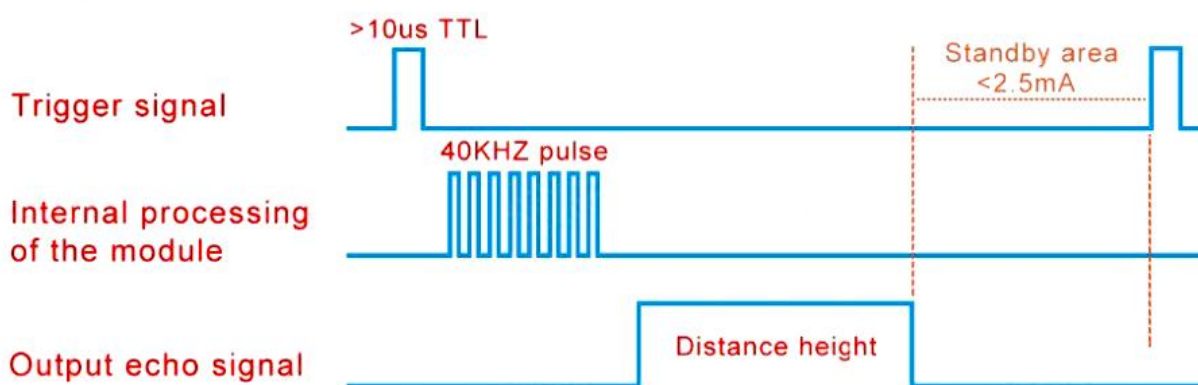 >10us TTL
Standby area
<2.5mA
Trigger signal
40KHZ pulse
Internal processing
of the module
Distance height
Output echo signal